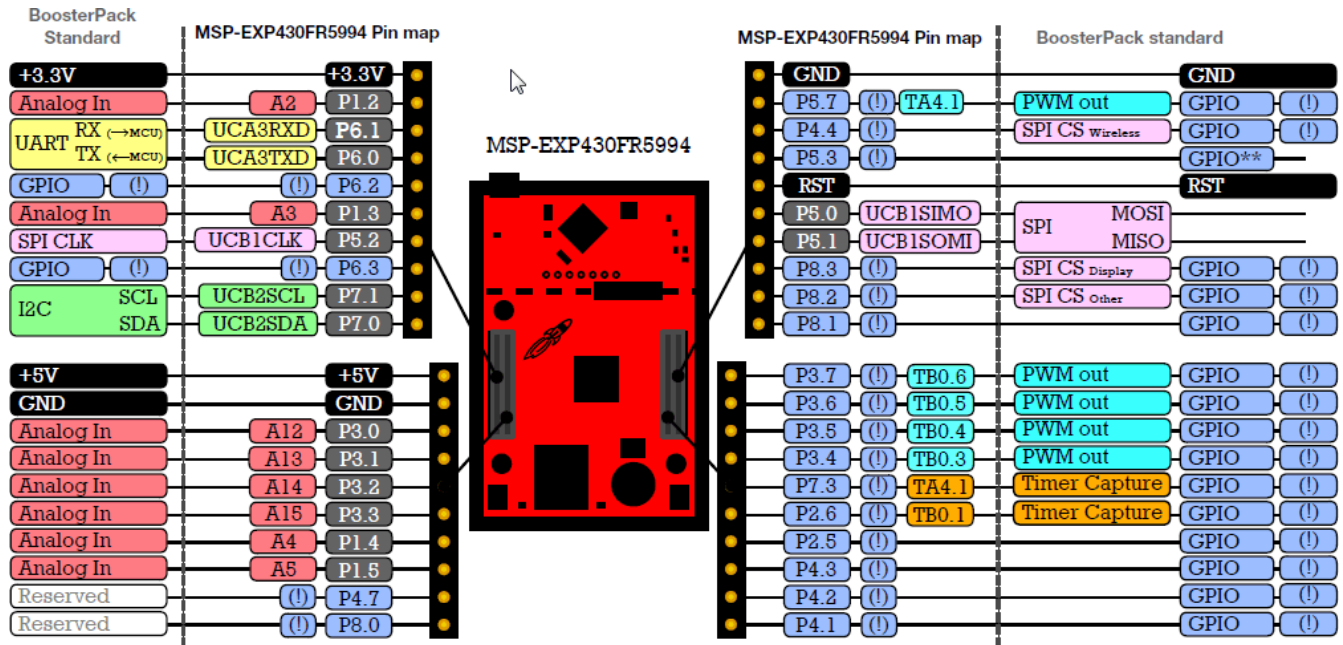 BoosterPack
Standard
MSP-EXP430FR5994 Pin map
+3.3V +3.3V
Analog In A2 P1.2
UART RX (→MCU) UCA3RXD P6.1
TX (←MCU) UCA3TXD P6.0
GPIO (!) (!) P6.2
Analog In A3 P1.3
SPI CLK UCB1CLK P5.2
GPIO (!) (!) P6.3
I2C SCL UCB2SCL P7.1
SDA UCB2SDA P7.0
+5V +5V
GND GND
Analog In A12 P3.0
Analog In A13 P3.1
Analog In A14 P3.2
Analog In A15 P3.3
Analog In A4 P1.4
Analog In A5 P1.5
Reserved (!) P4.7
Reserved (!) P8.0
MSP-EXP430FR5994
MSP-EXP430FR5994 Pin map
BoosterPack standard
GND GND
P5.7 (!) TA4.1 PWM out GPIO (!)
P4.4 (!) SPI CS Wireless GPIO (!)
P5.3 (!) GPIO**
RST RST
P5.0 UCB1SIMO SPI MOSI
P5.1 UCB1SOMI MISO
P8.3 (!) SPI CS Display GPIO (!)
P8.2 (!) SPI CS Other GPIO (!)
P8.1 (!) GPIO (!)
P3.7 (!) TB0.6 PWM out GPIO (!)
P3.6 (!) TB0.5 PWM out GPIO (!)
P3.5 (!) TB0.4 PWM out GPIO (!)
P3.4 (!) TB0.3 PWM out GPIO (!)
P7.3 (!) TA4.1 Timer Capture GPIO (!)
P2.6 (!) TB0.1 Timer Capture GPIO (!)
P2.5 (!) GPIO (!)
P4.3 (!) GPIO (!)
P4.2 (!) GPIO (!)
P4.1 (!) GPIO (!)